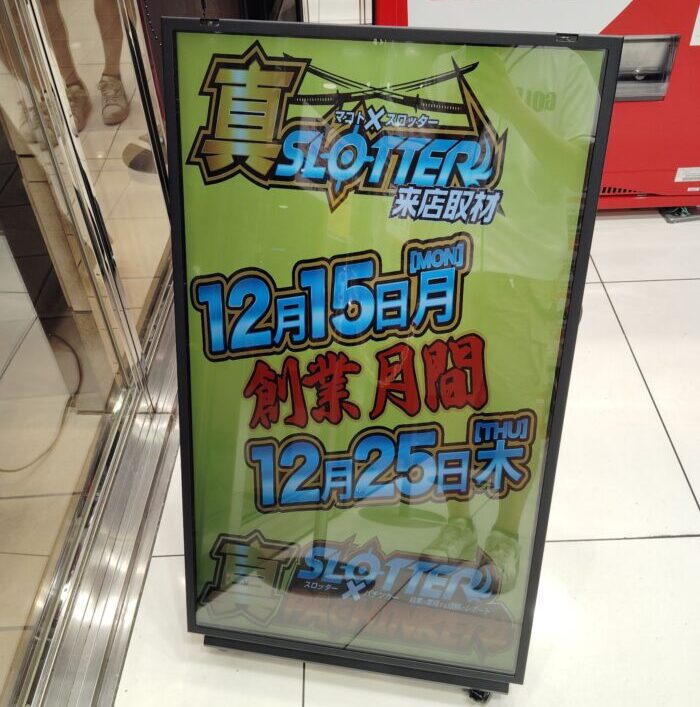 真
マコト×スロッター
SLOTTER
来店取材
12月15日月
[MON]
創業月間
12月25日木
[THU]
真
SLOTTER
スロッター
×